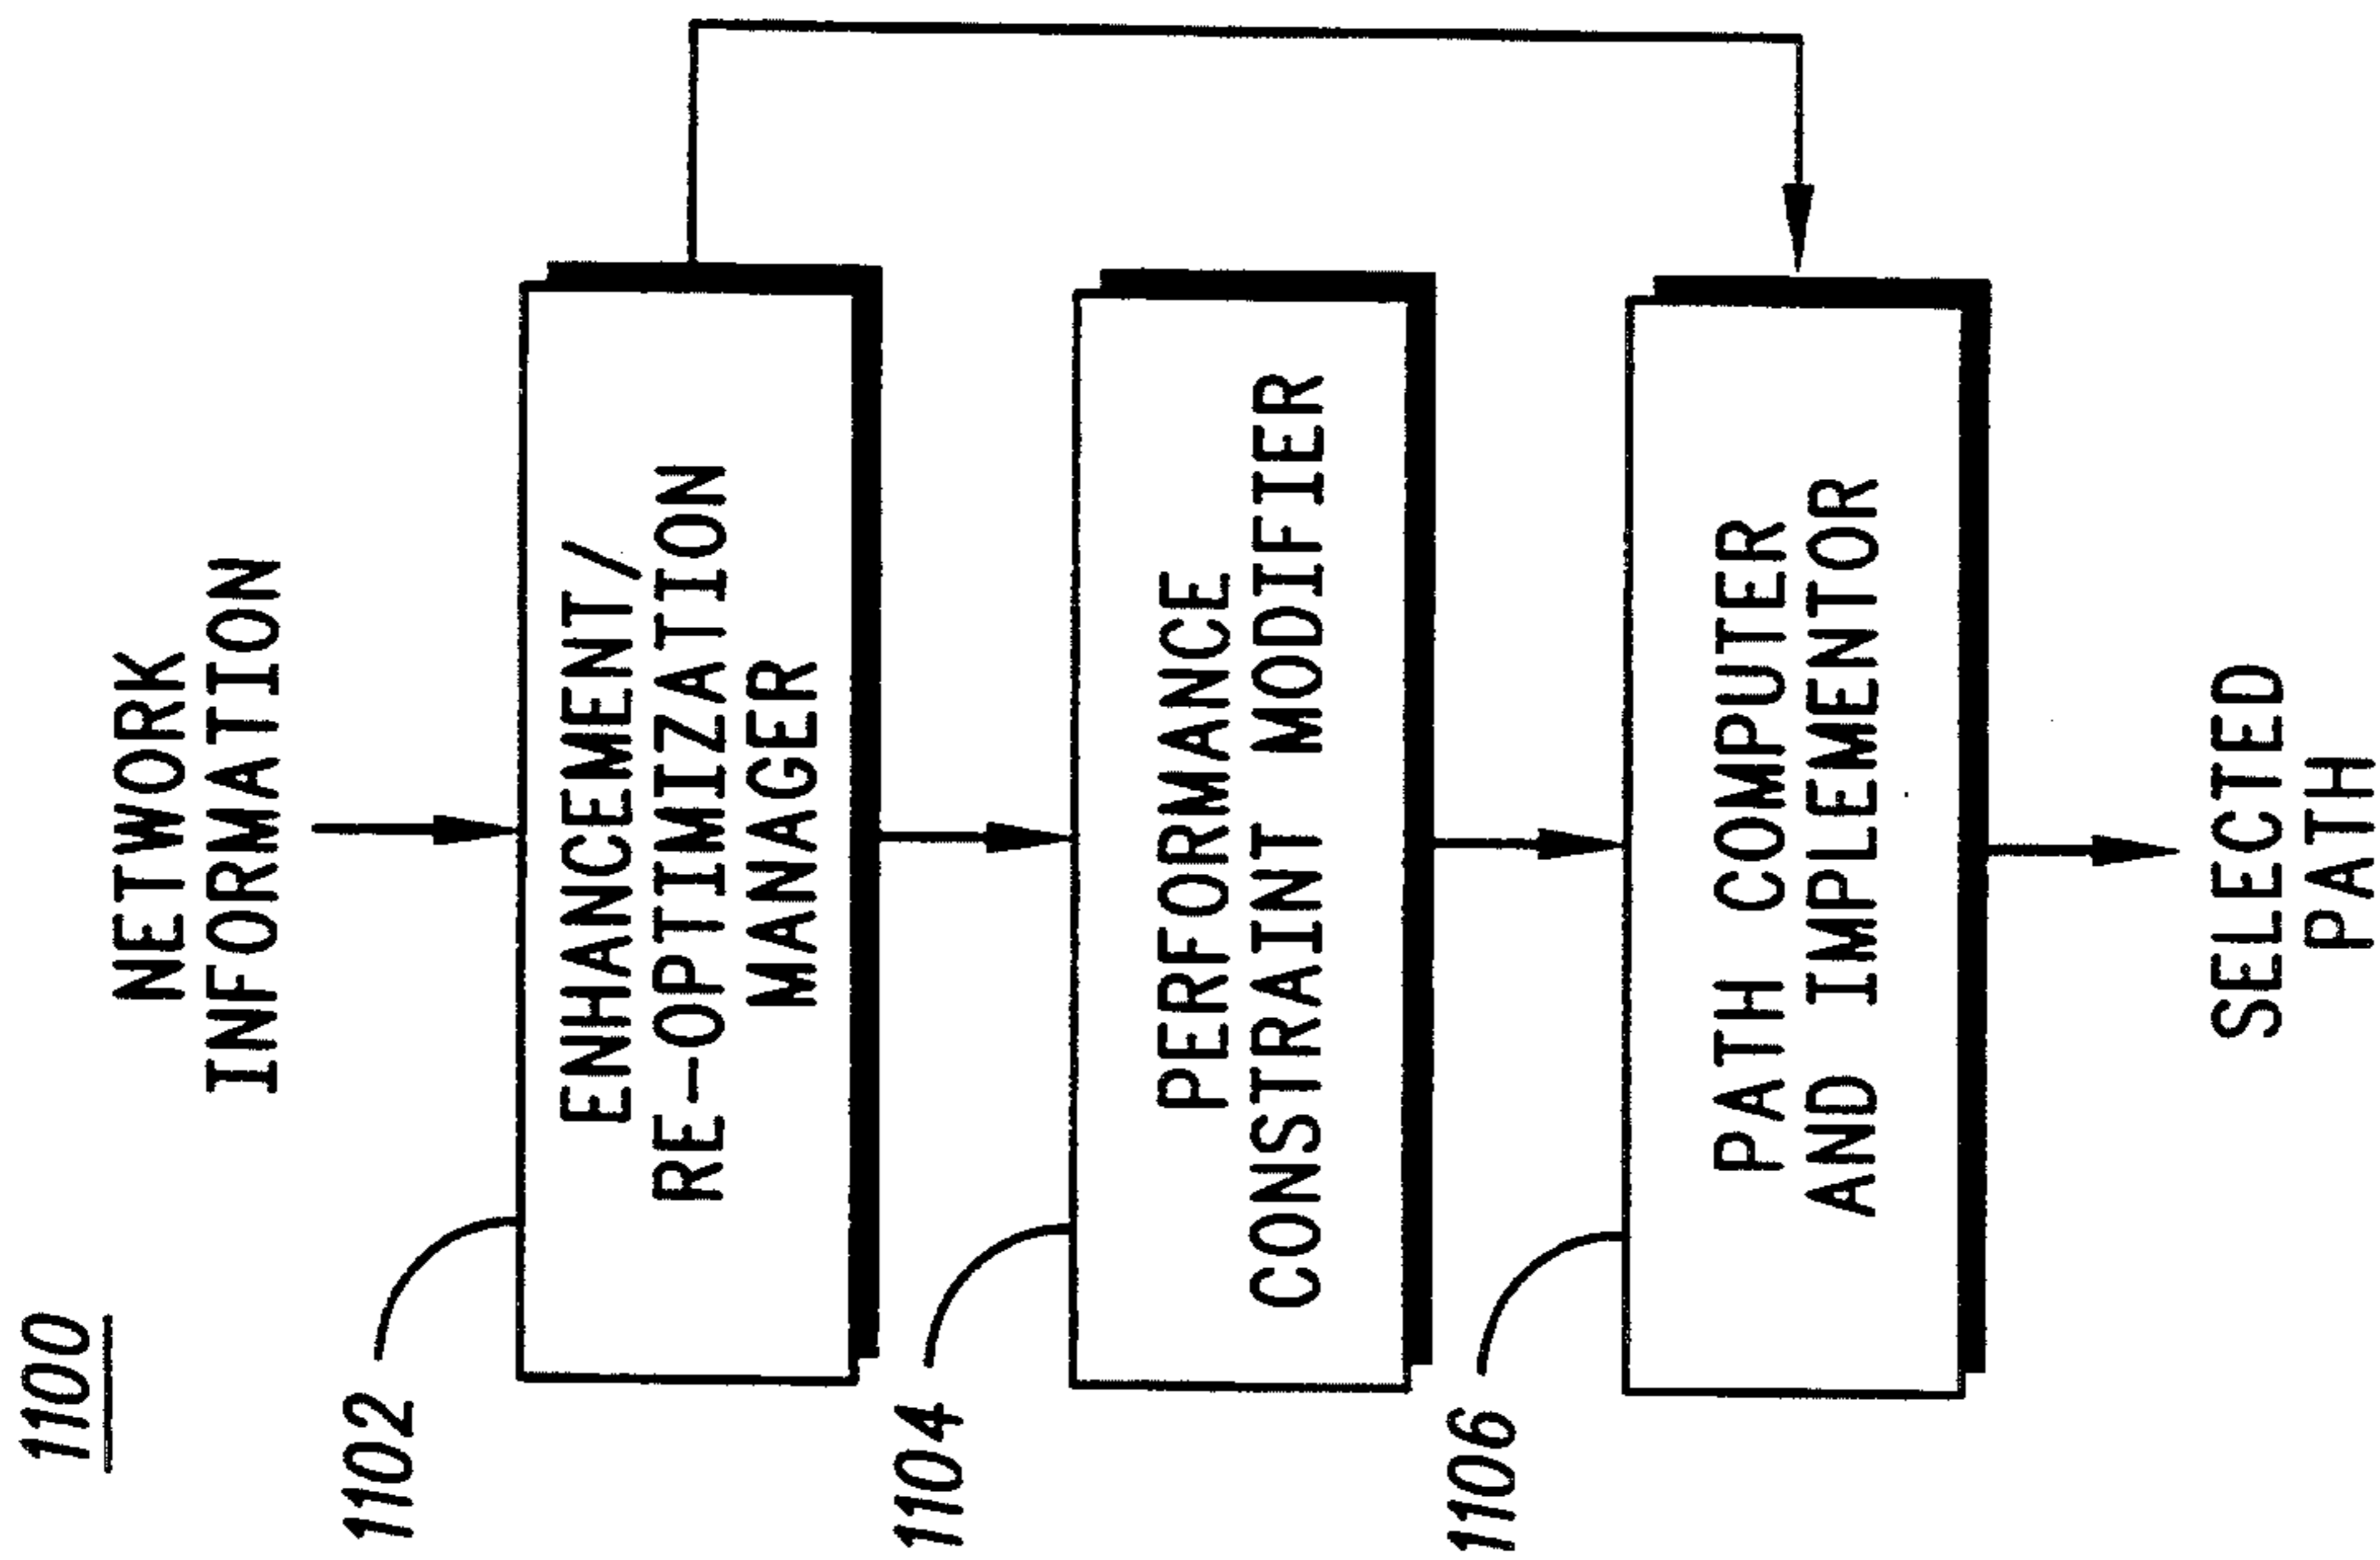 1100
NETWORK
INFORMATION
1102
ENHANCEMENT/
RE-OPTIMIZATION
MANAGER
1104
PERFORMANCE
CONSTRAINT MODIFIER
1106
PATH COMPUTER
AND IMPLEMENTOR
SELECTED
PATH